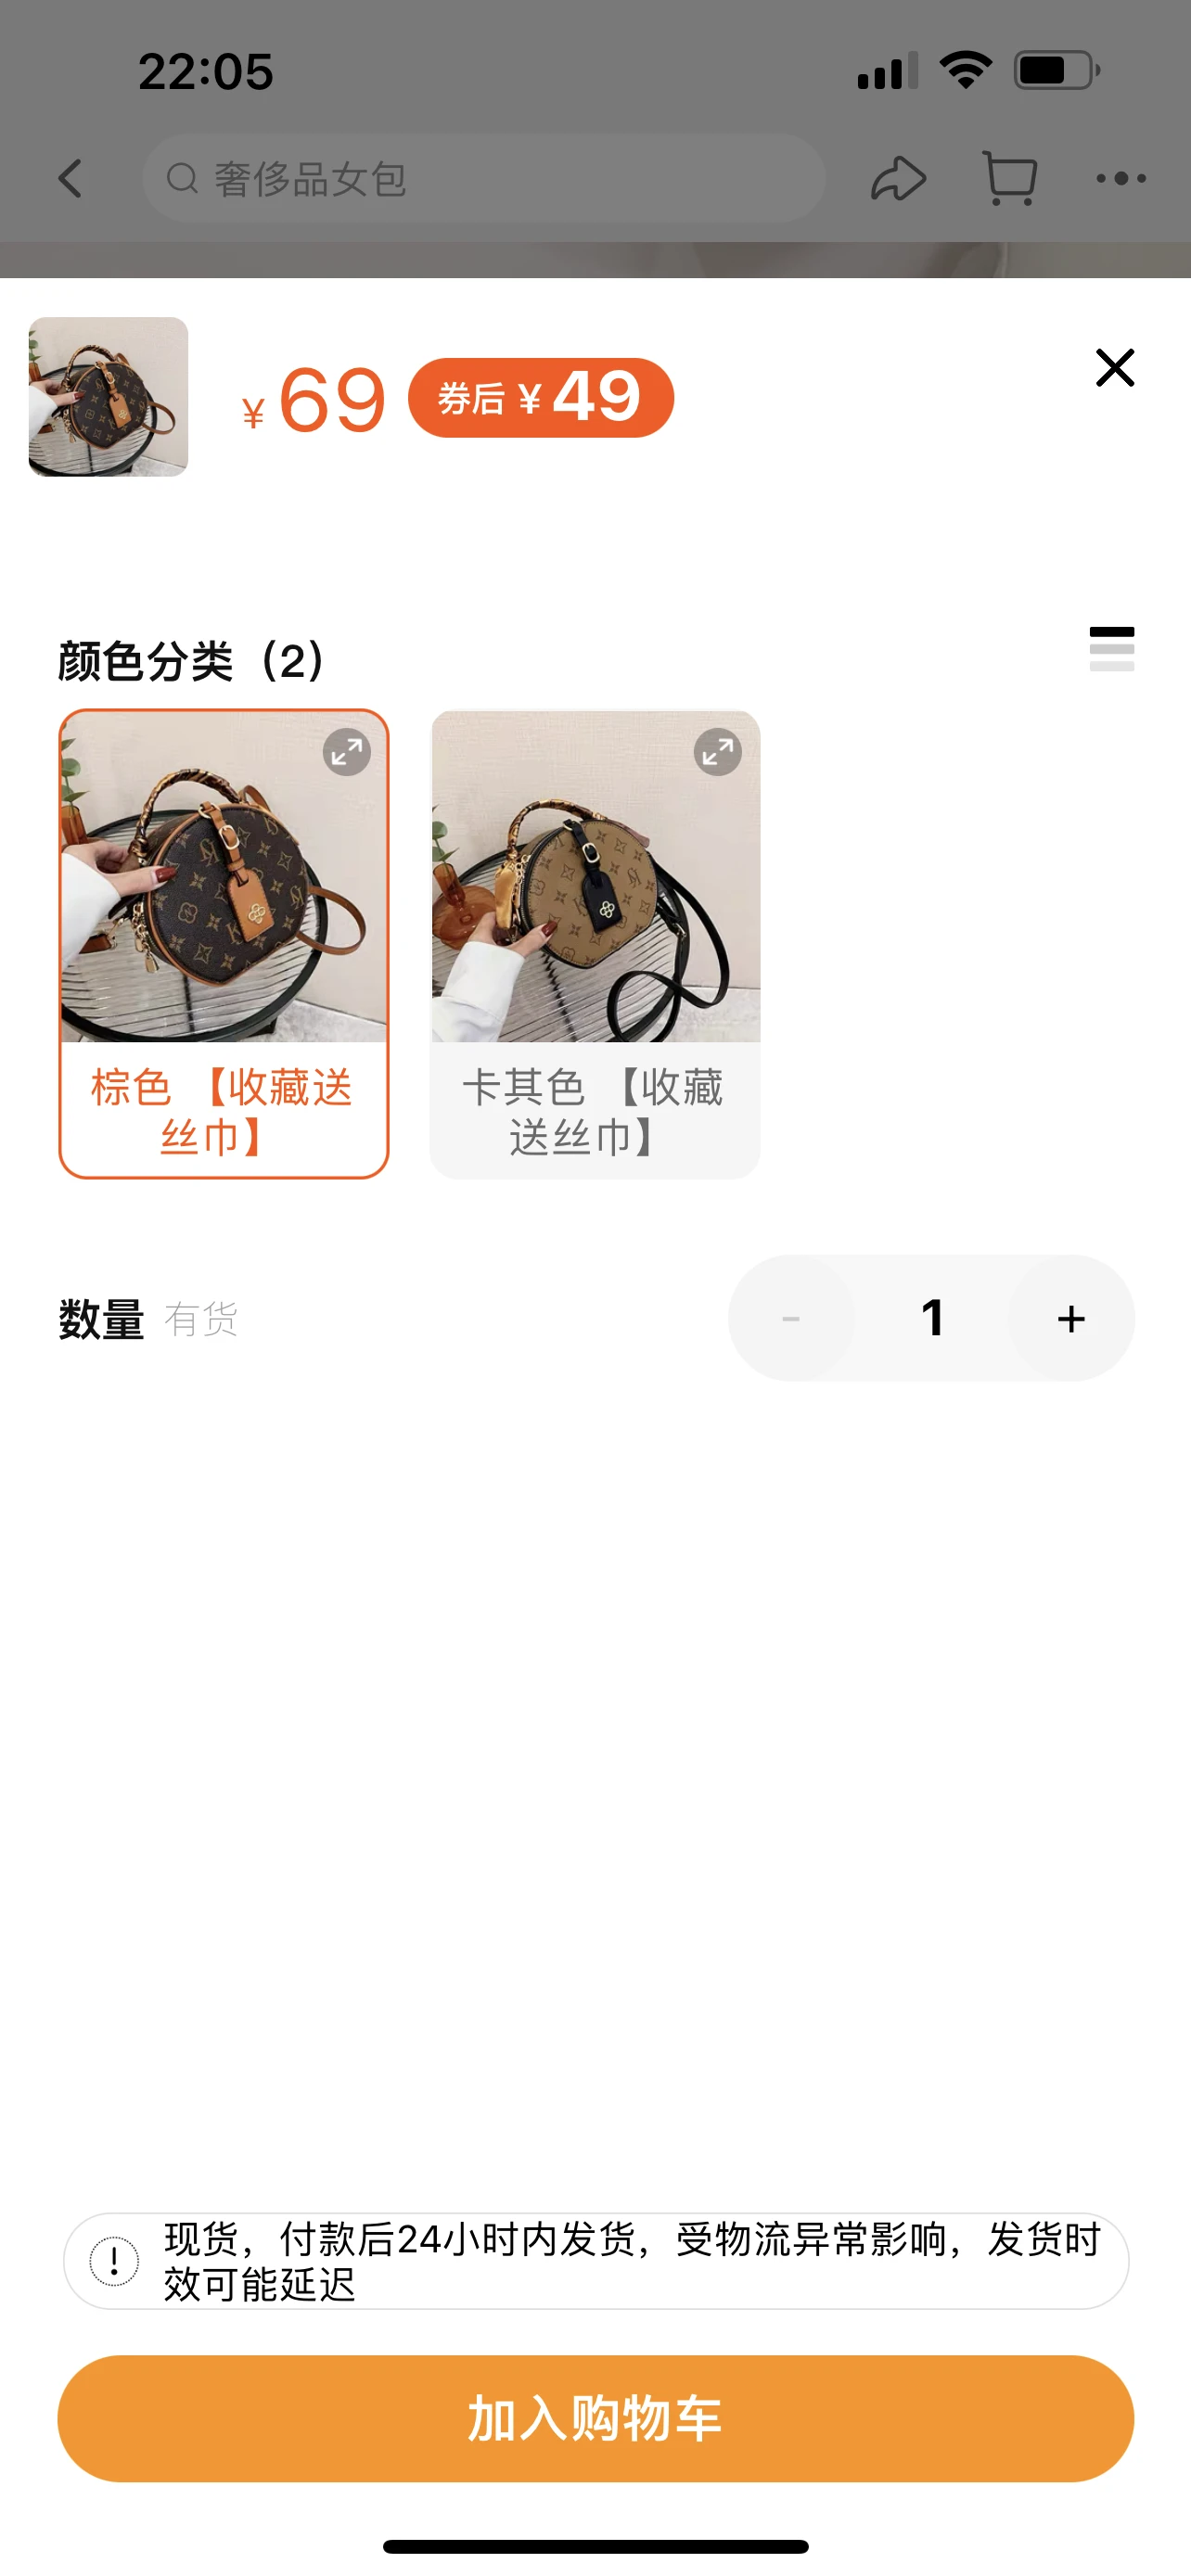 22:05
奢侈品女包
¥69 券后 ¥49
颜色分类（2）
棕色 【收藏送
丝巾】
卡其色 【收藏
送丝巾】
数量 有货
- 1 +
现货，付款后24小时内发货，受物流异常影响，发货时
效可能延迟
加入购物车